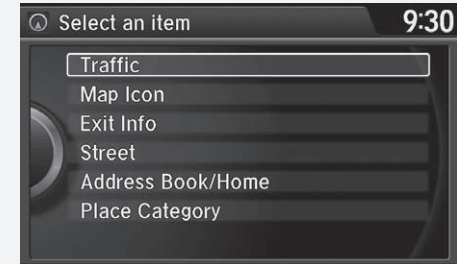 Select an item
9:30
Traffic
Map Icon
Exit Info
Street
Address Book/Home
Place Category